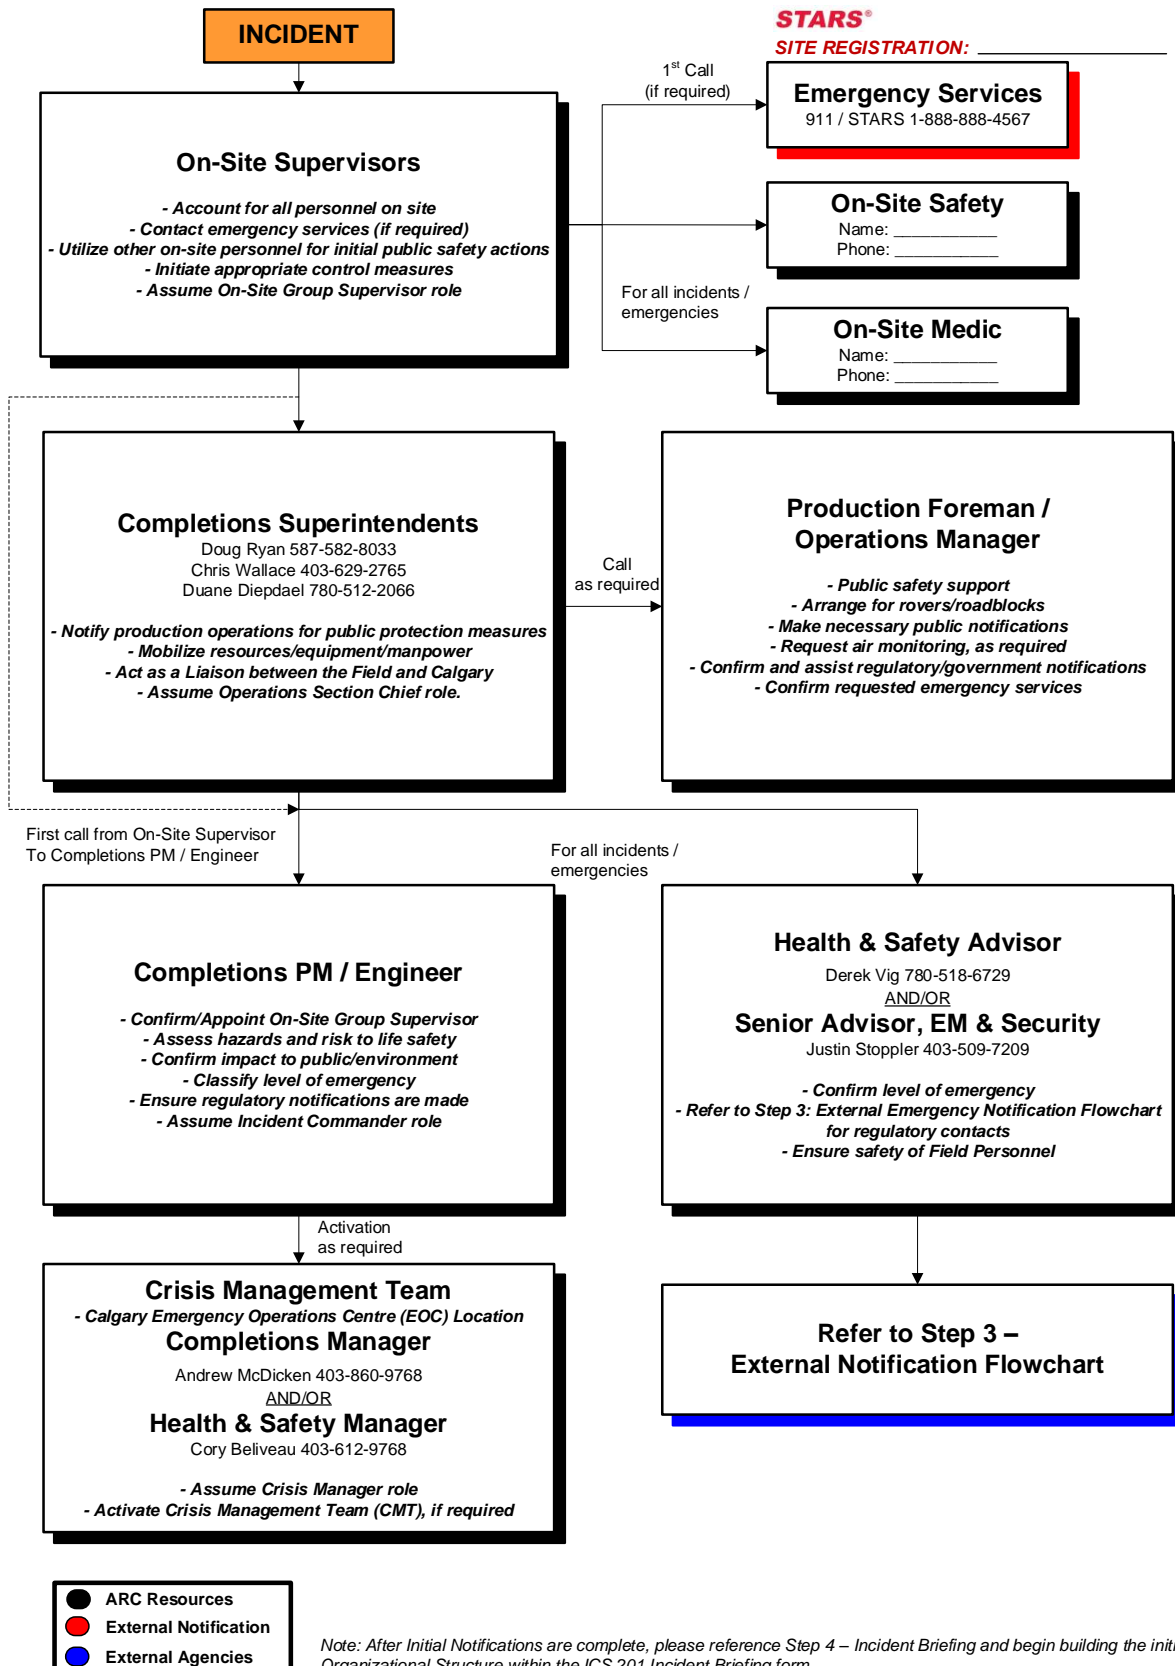 INCIDENT
STARS®
SITE REGISTRATION: ____________________
1st Call
(if required)
Emergency Services
911 / STARS 1-888-888-4567
On-Site Supervisors
- Account for all personnel on site
- Contact emergency services (if required)
- Utilize other on-site personnel for initial public safety actions
- Initiate appropriate control measures
- Assume On-Site Group Supervisor role
On-Site Safety
Name: ____________
Phone: ____________
For all incidents /
emergencies
On-Site Medic
Name: ____________
Phone: ____________
Completions Superintendents
Doug Ryan 587-582-8033
Chris Wallace 403-629-2765
Duane Diepdael 780-512-2066
- Notify production operations for public protection measures
- Mobilize resources/equipment/manpower
- Act as a Liaison between the Field and Calgary
- Assume Operations Section Chief role.
Call
as required
Production Foreman /
Operations Manager
- Public safety support
- Arrange for rovers/roadblocks
- Make necessary public notifications
- Request air monitoring, as required
- Confirm and assist regulatory/government notifications
- Confirm requested emergency services
First call from On-Site Supervisor
To Completions PM / Engineer
For all incidents /
emergencies
Completions PM / Engineer
- Confirm/Appoint On-Site Group Supervisor
- Assess hazards and risk to life safety
- Confirm impact to public/environment
- Classify level of emergency
- Ensure regulatory notifications are made
- Assume Incident Commander role
Health & Safety Advisor
Derek Vig 780-518-6729
AND/OR
Senior Advisor, EM & Security
Justin Stoppler 403-509-7209
- Confirm level of emergency
- Refer to Step 3: External Emergency Notification Flowchart
for regulatory contacts
- Ensure safety of Field Personnel
Activation
as required
Crisis Management Team
- Calgary Emergency Operations Centre (EOC) Location
Completions Manager
Andrew McDicken 403-860-9768
AND/OR
Health & Safety Manager
Cory Beliveau 403-612-9768
- Assume Crisis Manager role
- Activate Crisis Management Team (CMT), if required
Refer to Step 3 –
External Notification Flowchart
ARC Resources
External Notification
External Agencies
Note: After Initial Notifications are complete, please reference Step 4 – Incident Briefing and begin building the
Organizational Structure within the ICS 201 Incident Briefing form